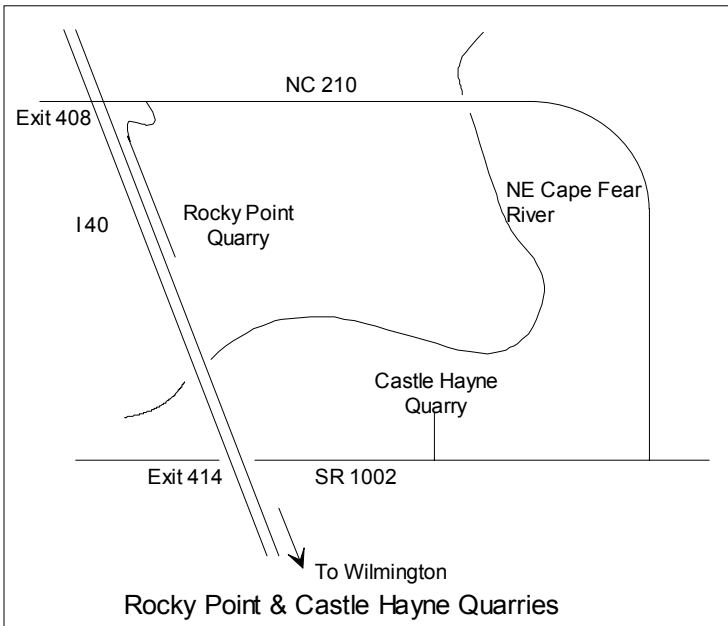 NC 210
Exit 408
NE Cape Fear
River
I 40
Rocky Point
Quarry
Castle Hayne
Quarry
Exit 414
SR 1002
To Wilmington
Rocky Point & Castle Hayne Quarries